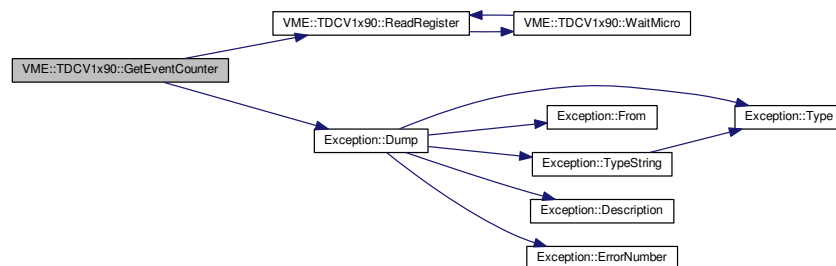 VME::TDCV1x90::ReadRegister
VME::TDCV1x90::WaitMicro
VME::TDCV1x90::GetEventCounter
Exception::From
Exception::Type
Exception::Dump
Exception::TypeString
Exception::Description
Exception::ErrorNumber